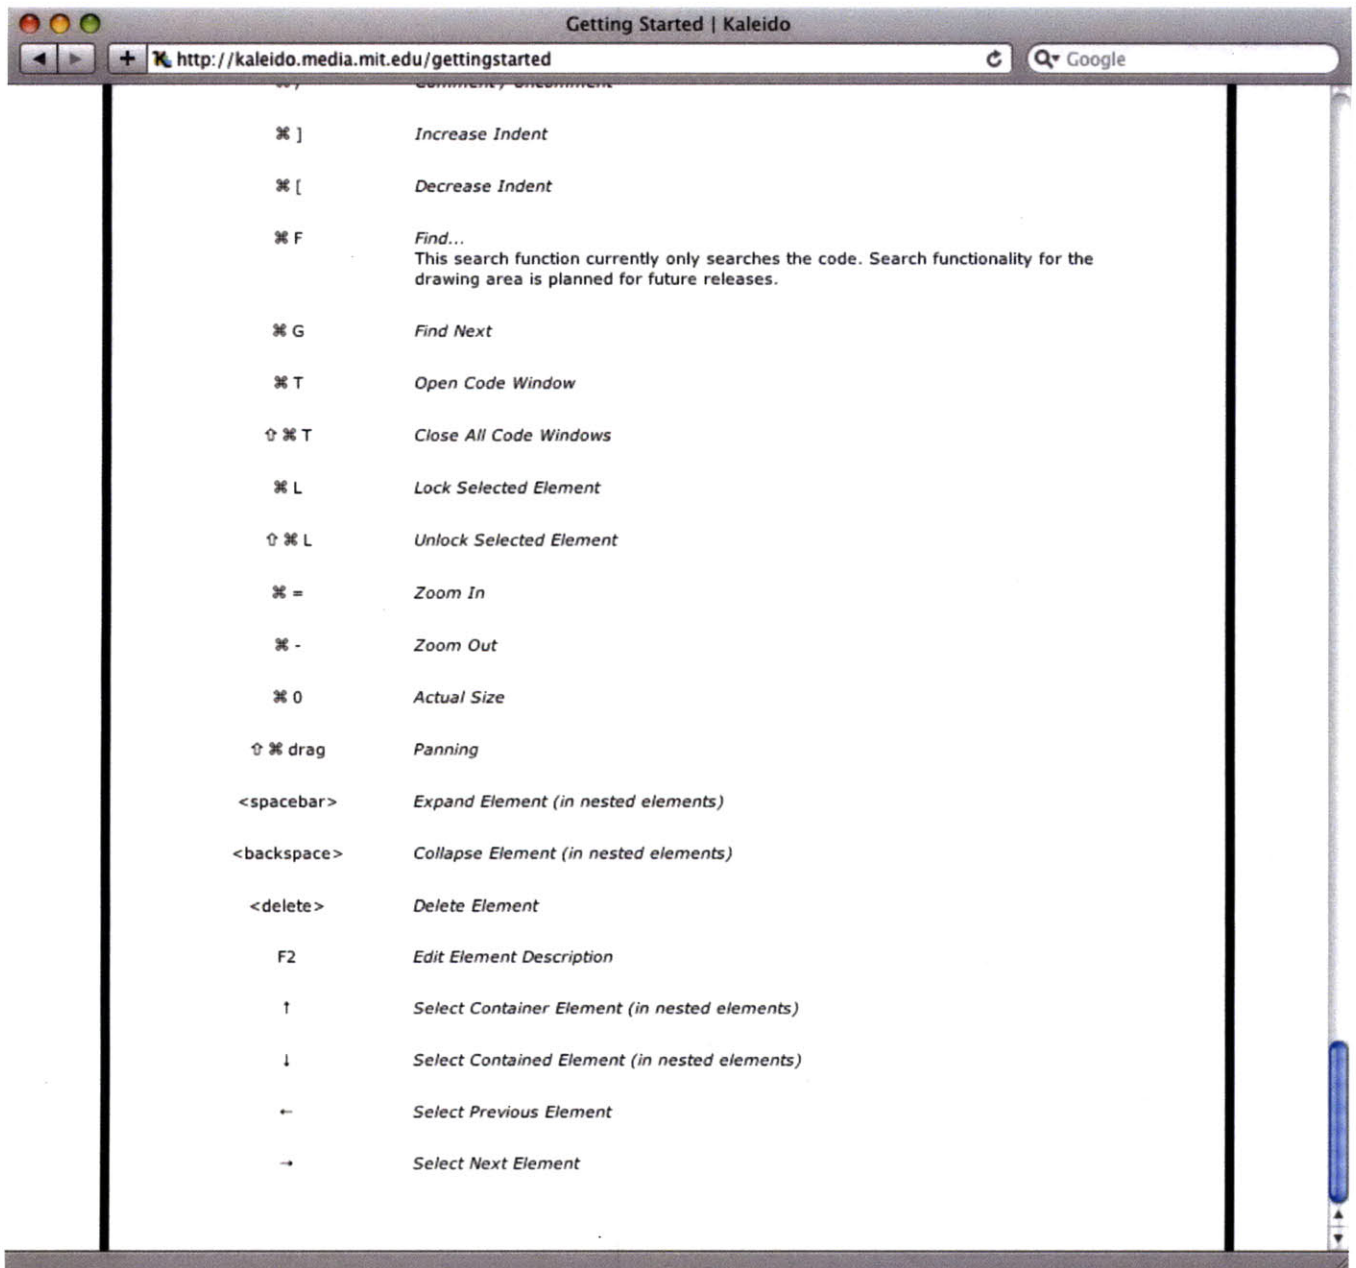 Getting Started | Kaleido
http://kaleido.media.mit.edu/gettingstarted
Google
Comment / Uncomment
⌘ ] Increase Indent
⌘ [ Decrease Indent
⌘ F Find...
This search function currently only searches the code. Search functionality for the
drawing area is planned for future releases.
⌘ G Find Next
⌘ T Open Code Window
⇧ ⌘ T Close All Code Windows
⌘ L Lock Selected Element
⇧ ⌘ L Unlock Selected Element
⌘ = Zoom In
⌘ - Zoom Out
⌘ 0 Actual Size
⇧ ⌘ drag Panning
<spacebar> Expand Element (in nested elements)
<backspace> Collapse Element (in nested elements)
<delete> Delete Element
F2 Edit Element Description
↑ Select Container Element (in nested elements)
↓ Select Contained Element (in nested elements)
← Select Previous Element
→ Select Next Element